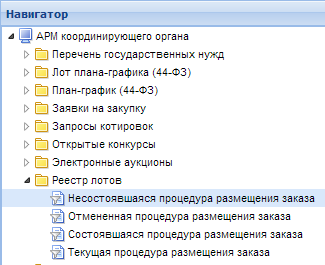 Навигатор
АРМ координирующего органа
Перечень государственных нужд
Лот плана-графика (44-ФЗ)
План-график (44-ФЗ)
Заявки на закупку
Запросы котировок
Открытые конкурсы
Электронные аукционы
Реестр лотов
Несостоявшаяся процедура размещения заказа
Отмененная процедура размещения заказа
Состоявшаяся процедура размещения заказа
Текущая процедура размещения заказа